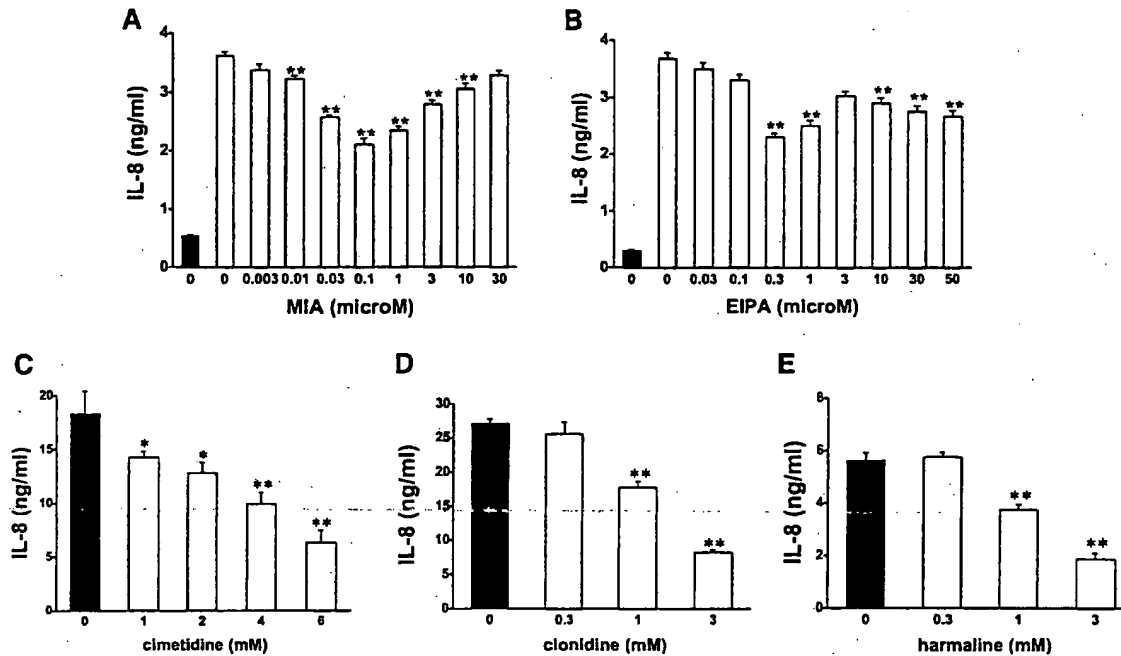 A
B
IL-8 (ng/ml)
4
3
2
1
0
**
**
**
**
**
**
0 0 0.003 0.01 0.03 0.1 1 3 10 30
MIA (microM)
IL-8 (ng/ml)
4
3
2
1
0
**
**
**
**
**
0 0 0.03 0.1 0.3 1 3 10 30 50
EIPA (microM)
C
D
E
IL-8 (ng/ml)
20
15
10
5
0
*
*
**
**
0 1 2 4 6
cimetidine (mM)
IL-8 (ng/ml)
30
25
20
15
10
5
0
**
**
0 0.3 1 3
clonidine (mM)
IL-8 (ng/ml)
8
6
4
2
0
**
**
0 0.3 1 3
harmaline (mM)